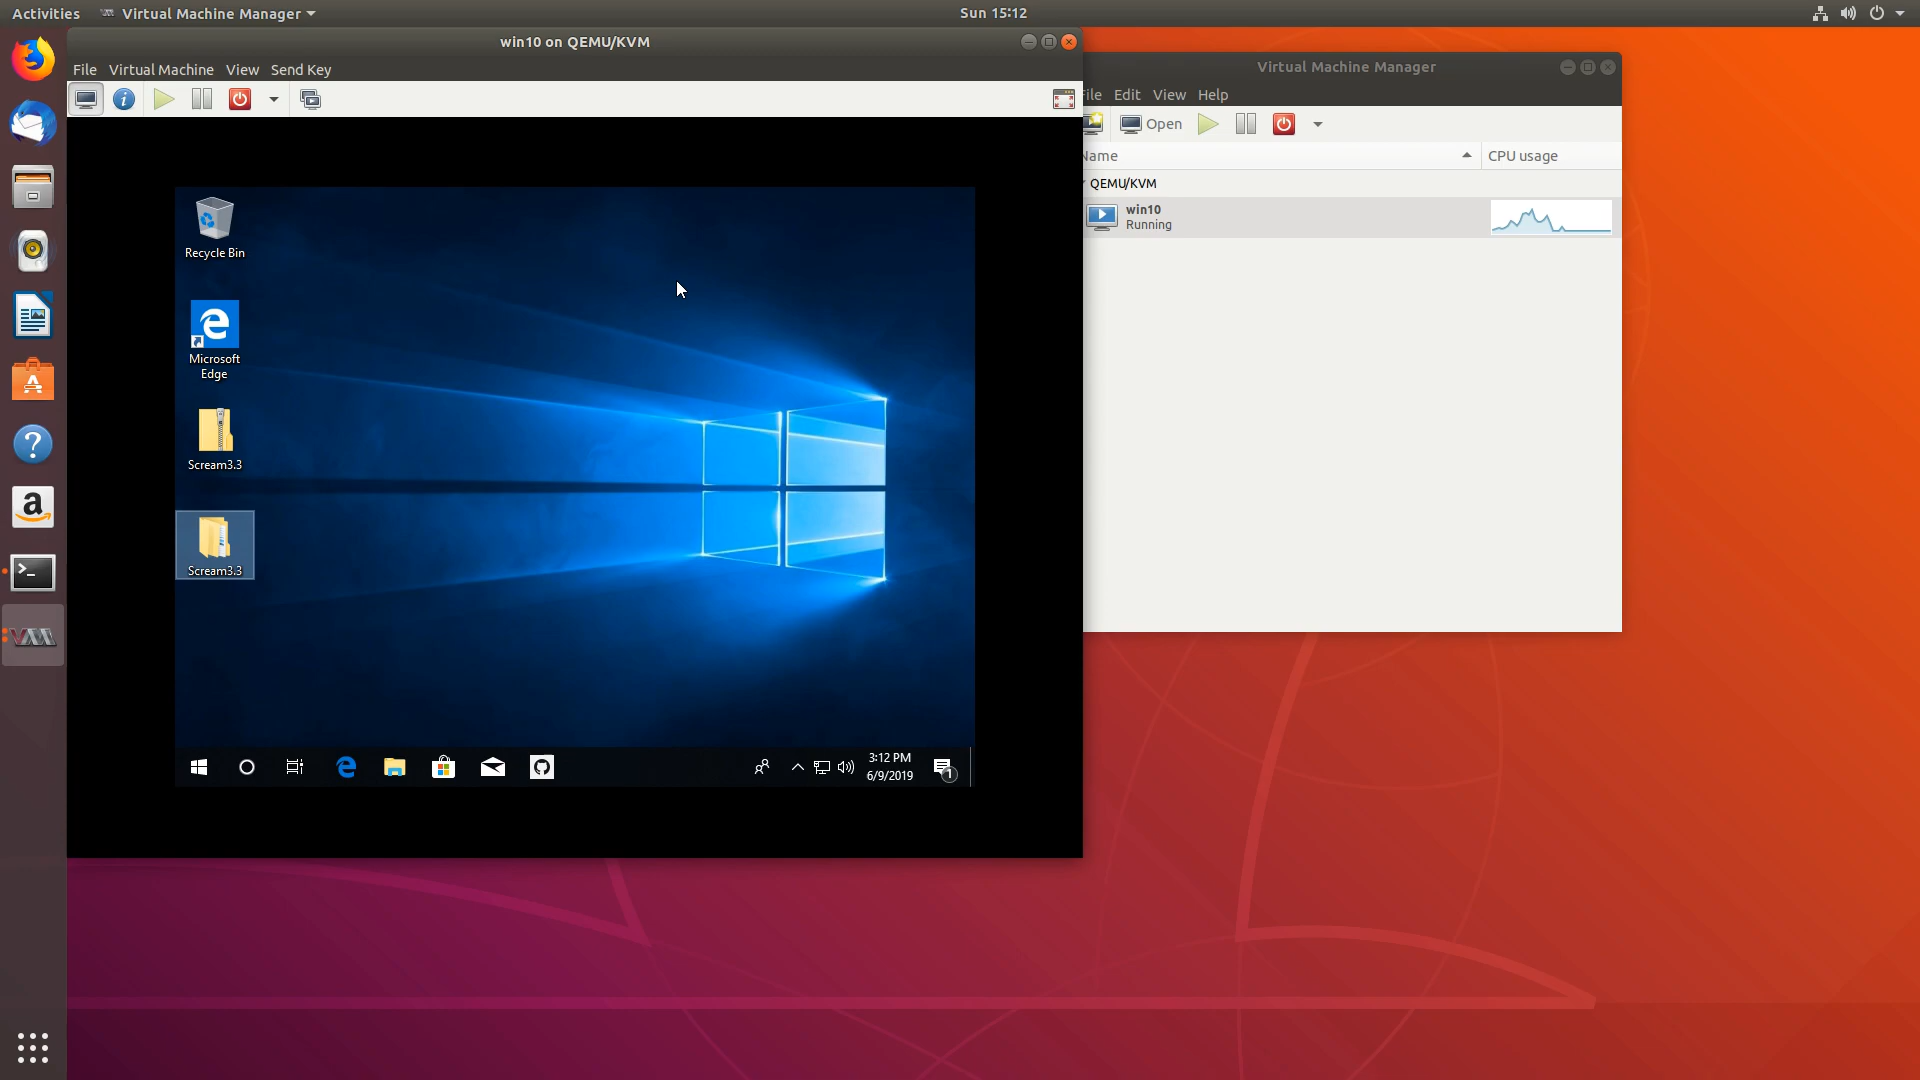 Activities
Virtual Machine Manager
Sun 15:12
win10 on QEMU/KVM
File Virtual Machine View Send Key
Recycle Bin
Microsoft
Edge
Scream3.3
Scream3.3
3:12 PM
6/9/2019
1
Virtual Machine Manager
Edit View Help
Open
CPU usage
QEMU/KVM
win10
Running